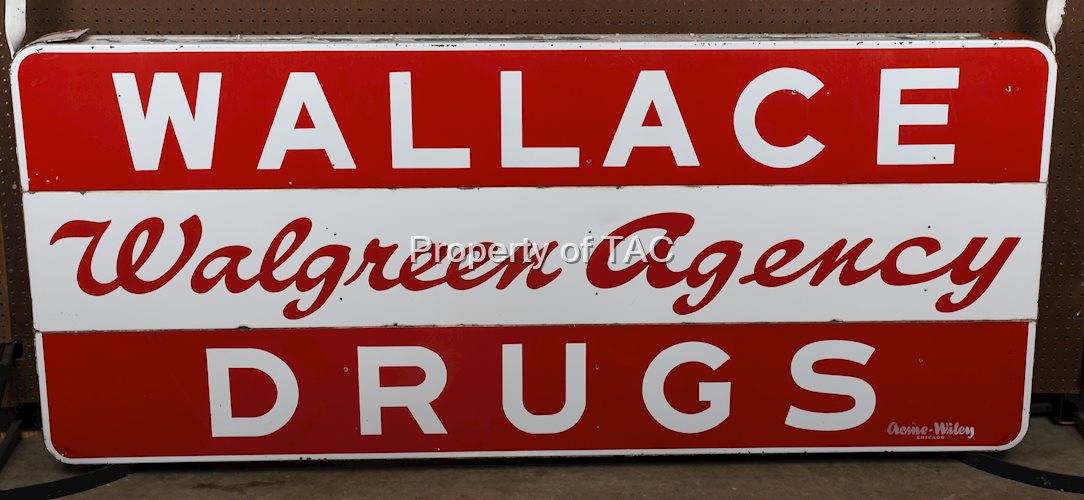 WALLACE
Walgreen Agency
Property of TAC
DRUGS
Acme-Wiley
CHICAGO